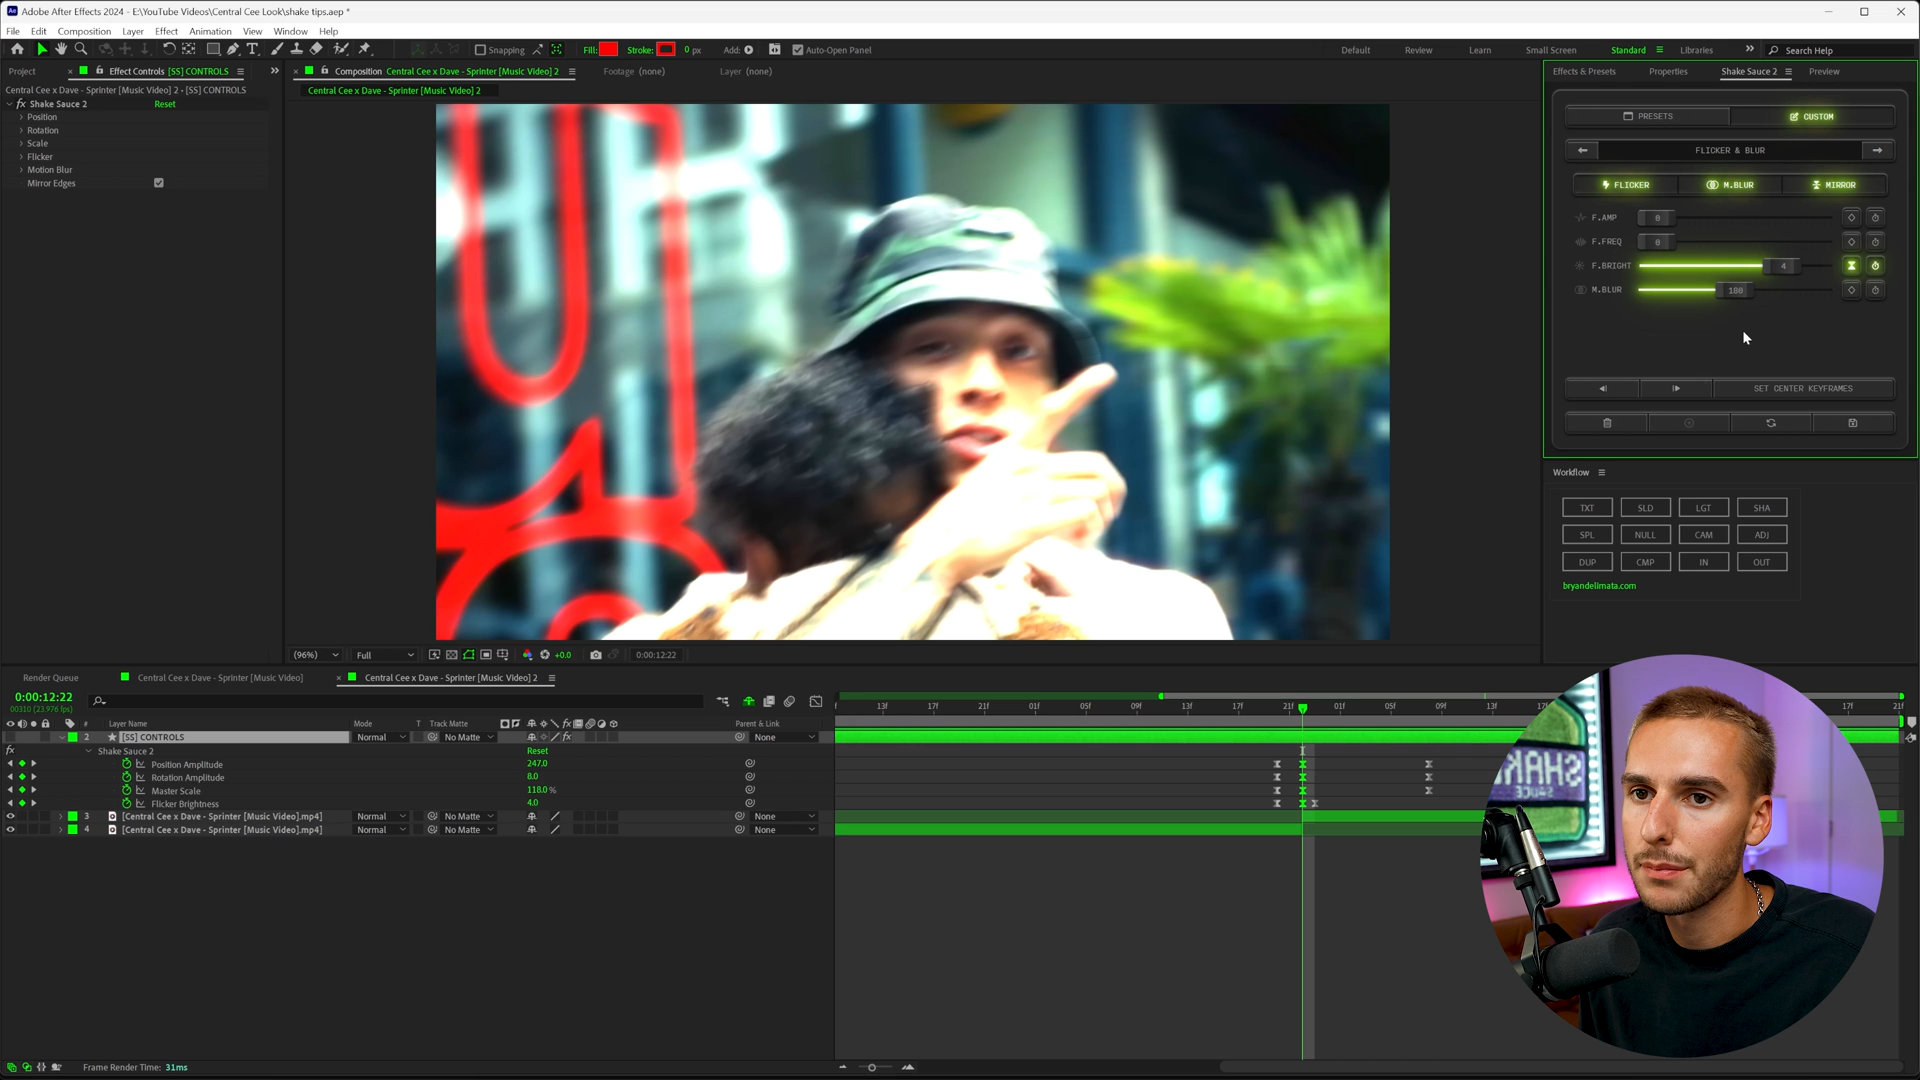 Adobe After Effects 2024 - E:\YouTube Videos\Central Cee Look\shake tips.aep *
File Edit Composition Layer Effect Animation View Window Help
Snapping Fill: Stroke: 0 px Add: Auto-Open Panel Default Review Learn Small Screen Standard Libraries Search Help
Project Effect Controls [SS] CONTROLS
Central Cee x Dave - Sprinter [Music Video] 2 • [SS] CONTROLS
fx Shake Sauce 2 Reset
Position
Rotation
Scale
Flicker
Motion Blur
Mirror Edges
Composition Central Cee x Dave - Sprinter [Music Video] 2 Footage (none) Layer (none)
Central Cee x Dave - Sprinter [Music Video] 2
(96%) Full +0.0 0:00:12:22
Effects & Presets Properties Shake Sauce 2 Preview
PRESETS CUSTOM
FLICKER & BLUR
FLICKER M.BLUR MIRROR
F.AMP 0
F.FREQ 0
F.BRIGHT 4
M.BLUR 180
SET CENTER KEYFRAMES
Workflow
TXT SLD LGT SHA
SPL NULL CAM ADJ
DUP CMP IN OUT
bryandelimata.com
Render Queue Central Cee x Dave - Sprinter [Music Video] Central Cee x Dave - Sprinter [Music Video] 2
0:00:12:22
00310 (23.976 fps)
13f 17f 21f 01f 05f 09f 13f 17f 21f 01f 05f 09f 13f 17f 21f
# Layer Name Mode T Track Matte fx Parent & Link
2 [SS] CONTROLS Normal No Matte fx None
fx Shake Sauce 2 Reset
Position Amplitude 247.0
Rotation Amplitude 8.0
Master Scale 118.0 %
Flicker Brightness 4.0
3 [Central Cee x Dave - Sprinter [Music Video].mp4] Normal No Matte None
4 [Central Cee x Dave - Sprinter [Music Video].mp4] Normal No Matte None
Frame Render Time: 31ms